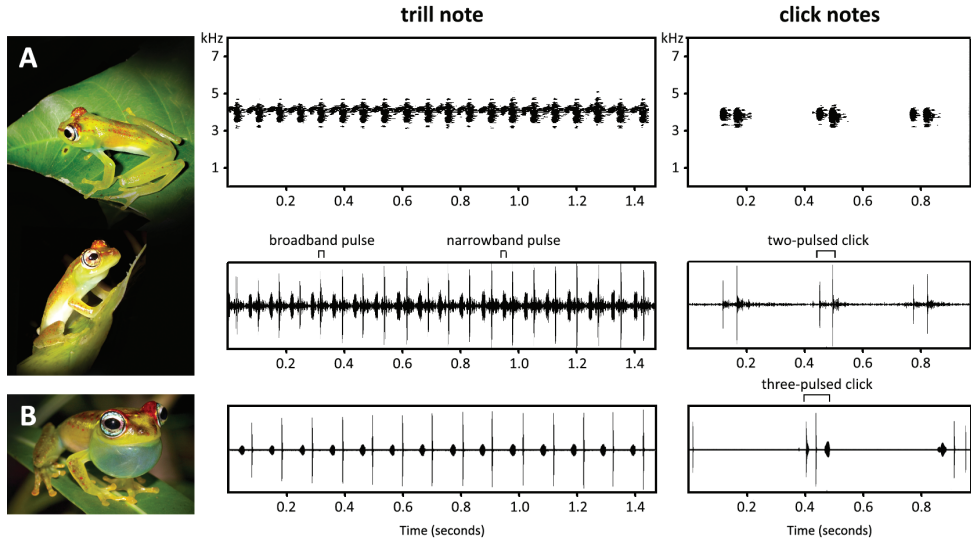 trill note click notes
A
kHz kHz
7 7
5 5
3 3
1 1
0.2 0.4 0.6 0.8 1.0 1.2 1.4 0.2 0.4 0.6 0.8
broadband pulse narrowband pulse two-pulsed click
0.2 0.4 0.6 0.8 1.0 1.2 1.4 0.2 0.4 0.6 0.8
three-pulsed click
B
0.2 0.4 0.6 0.8 1.0 1.2 1.4 0.2 0.4 0.6 0.8
Time (seconds) Time (seconds)